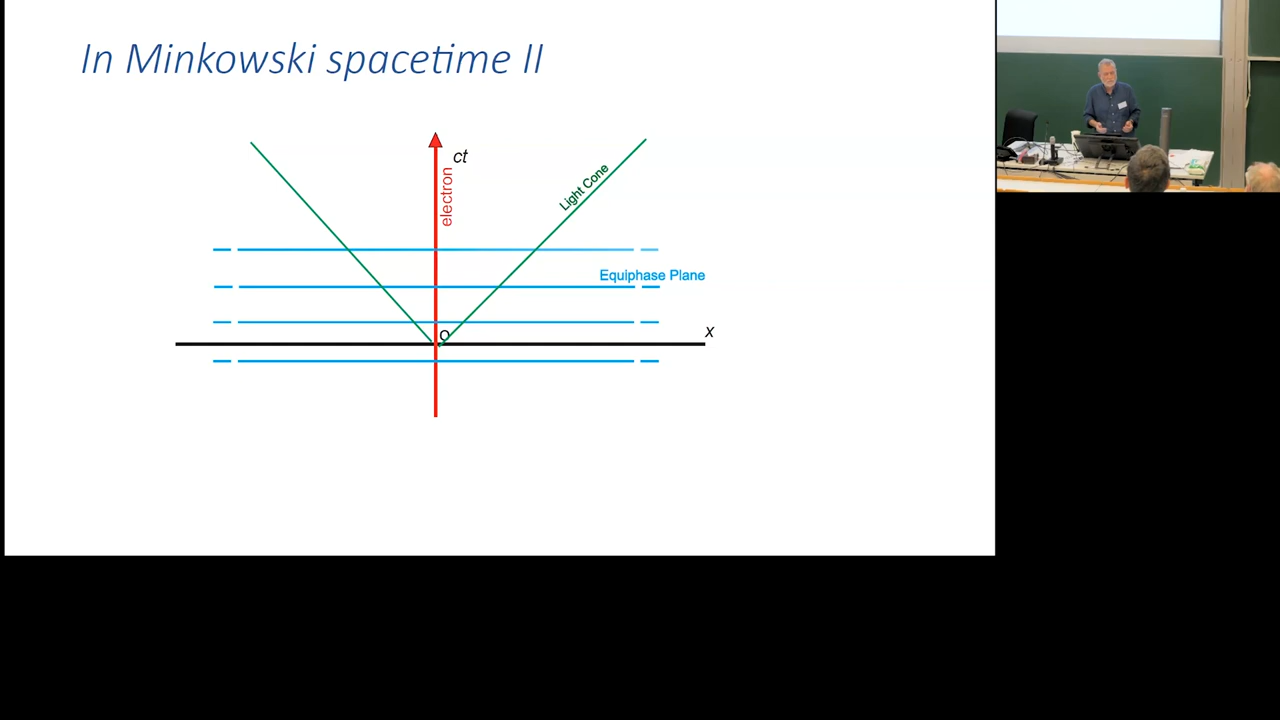 In Minkowski spacetime II
ct
electron
Light Cone
Equiphase Plane
O
x